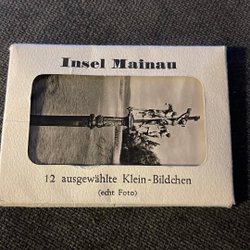 Insel Mainau
12 ausgewählte Klein-Bildchen
(echt Foto)